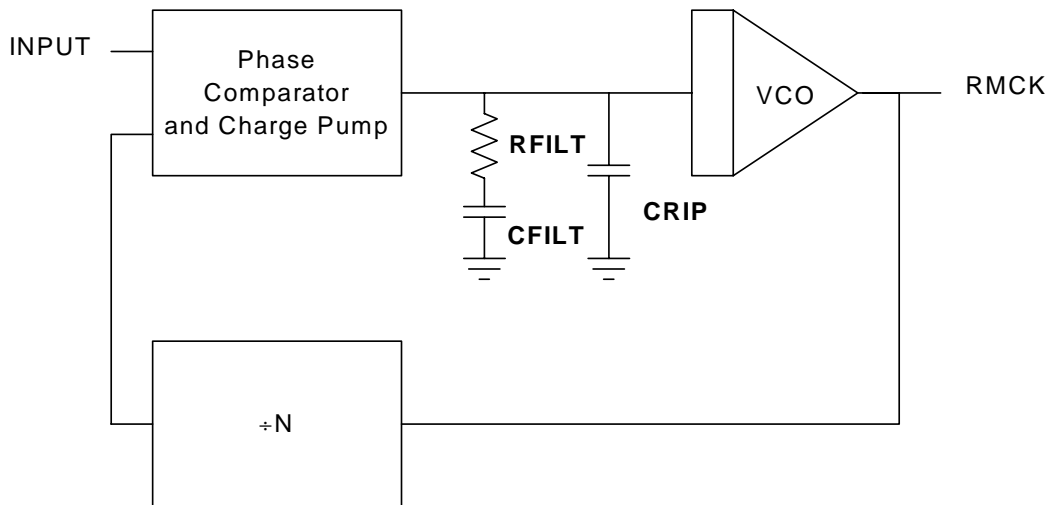 INPUT
Phase
Comparator
and Charge Pump
VCO
RMCK
RFILT
CRIP
CFILT
÷N